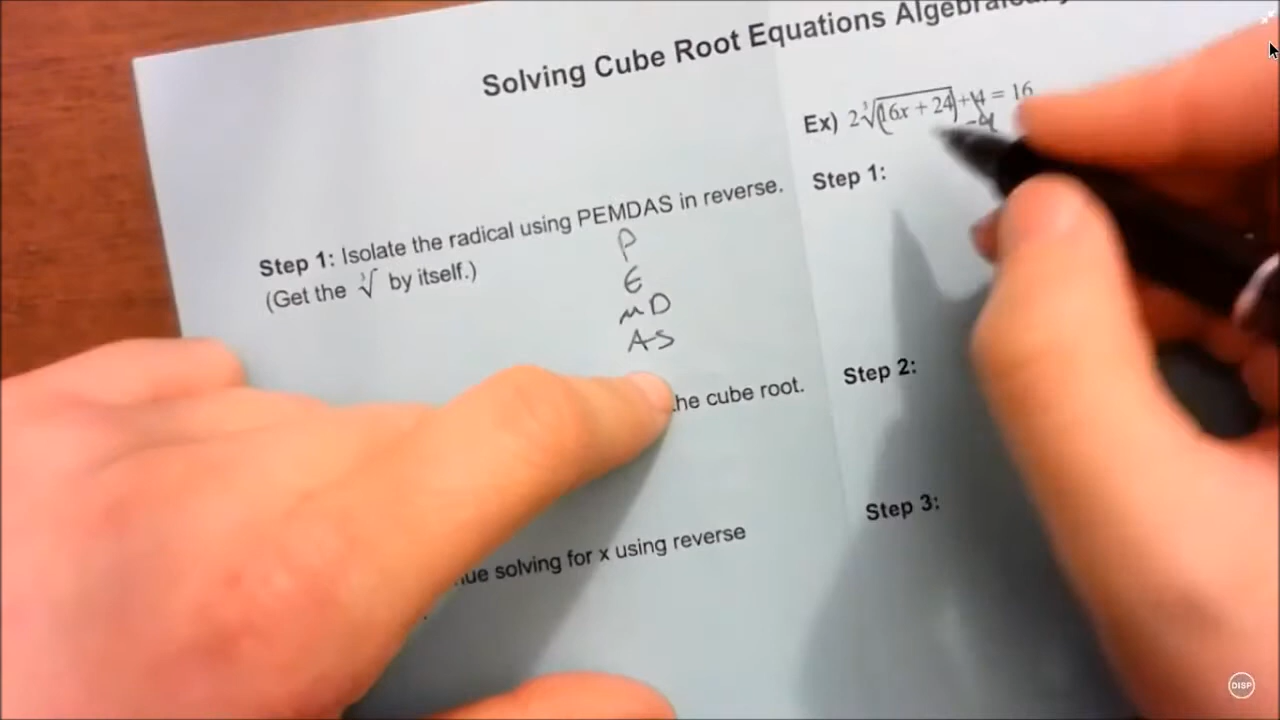 Solving Cube Root Equations
Ex) 2∛(16x + 24) + 4 = 16
-4
Step 1: Isolate the radical using PEMDAS in reverse.
(Get the ∛ by itself.)
P
E
MD
AS
Step 1:
the cube root.
Step 2:
solving for x using reverse
Step 3:
DISP